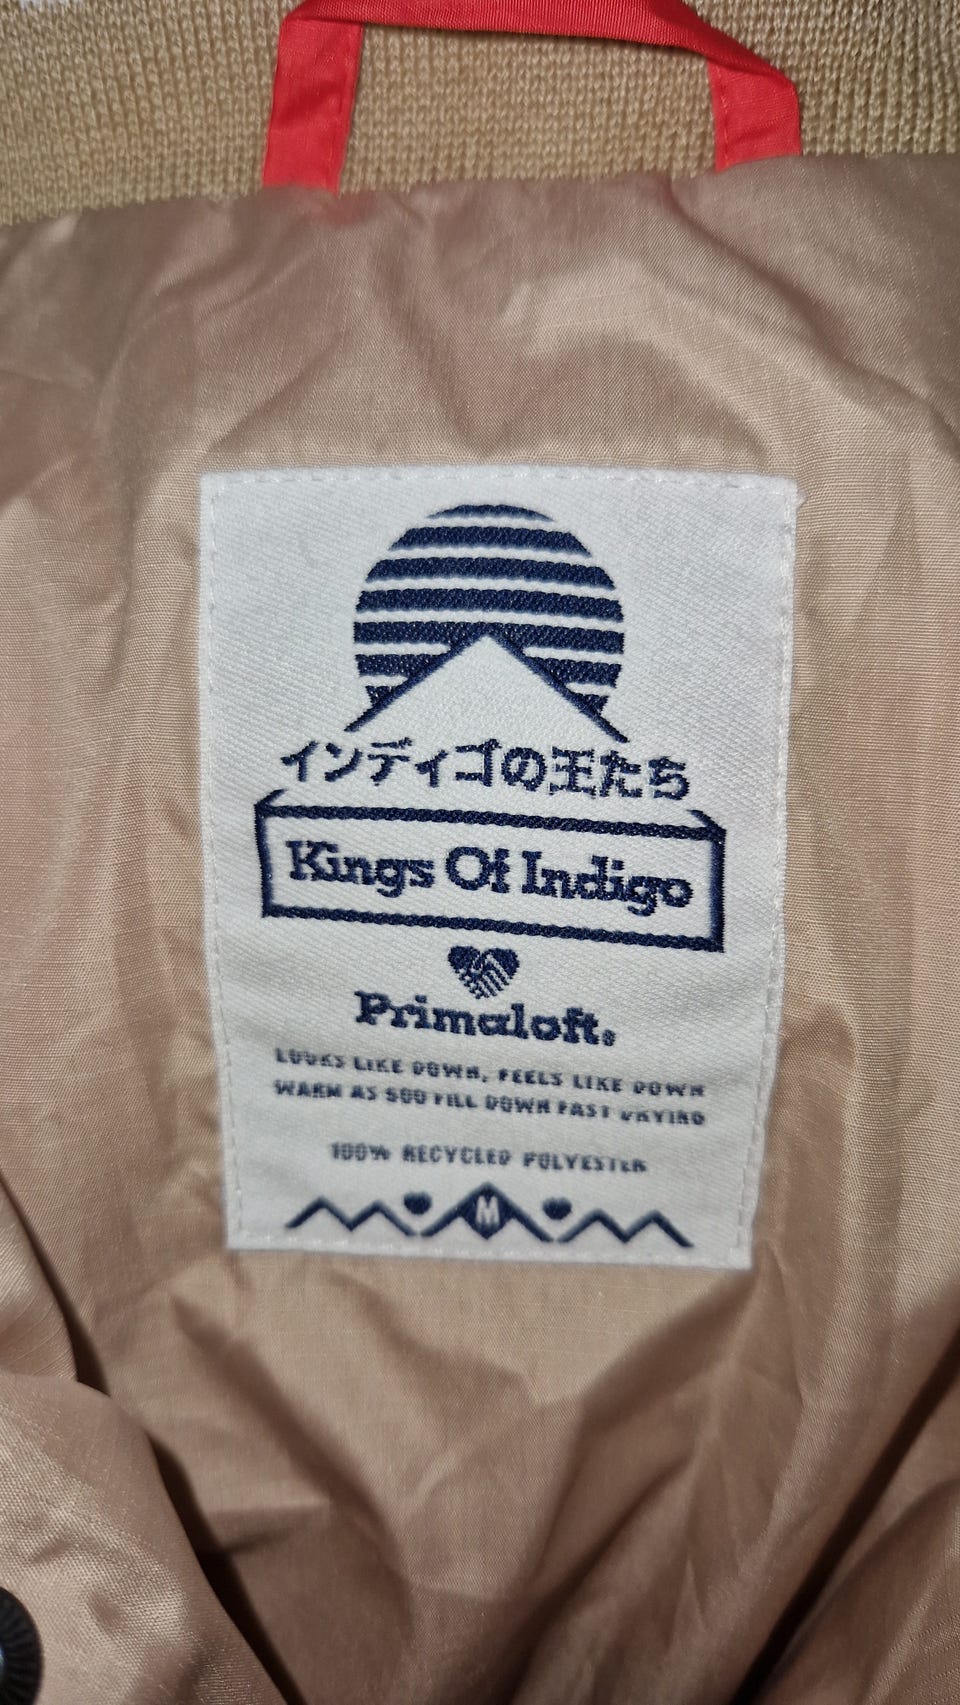 インディゴの王たち
Kings Of Indigo
Primaloft®
LOOKS LIKE DOWN, FEELS LIKE DOWN
WARM AS 500 FILL DOWN FAST DRYING
100% RECYCLED POLYESTER
M